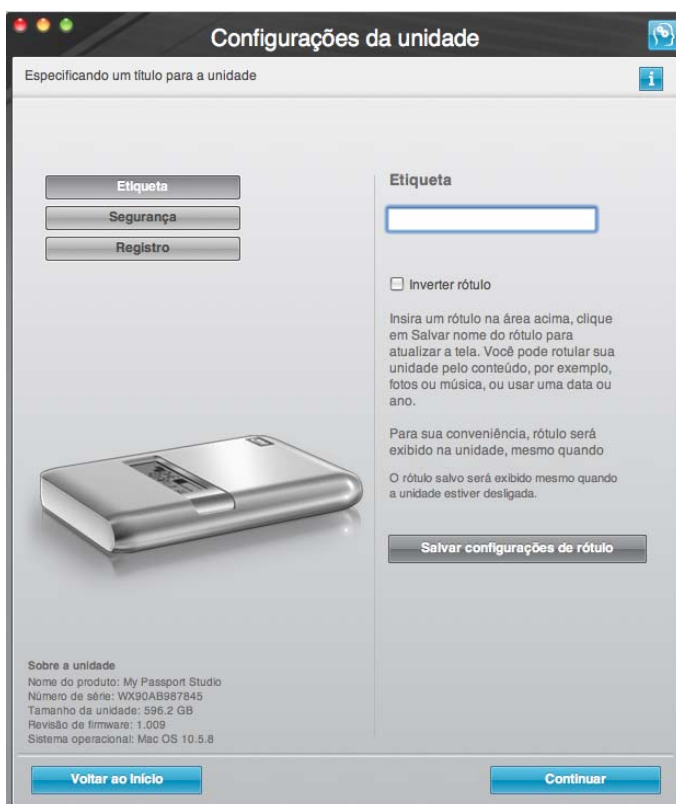 Configurações da unidade
Especificando um título para a unidade
i
Etiqueta
Segurança
Registro
Etiqueta
Inverter rótulo
Insira um rótulo na área acima, clique
em Salvar nome do rótulo para
atualizar a tela. Você pode rotular sua
unidade pelo conteúdo, por exemplo,
fotos ou música, ou usar uma data ou
ano.
Para sua conveniência, rótulo será
exibido na unidade, mesmo quando
O rótulo salvo será exibido mesmo quando
a unidade estiver desligada.
Salvar configurações de rótulo
Sobre a unidade
Nome do produto: My Passport Studio
Número de série: WX90AB987845
Tamanho da unidade: 596.2 GB
Revisão de firmware: 1.009
Sistema operacional: Mac OS 10.5.8
Voltar ao Início
Continuar